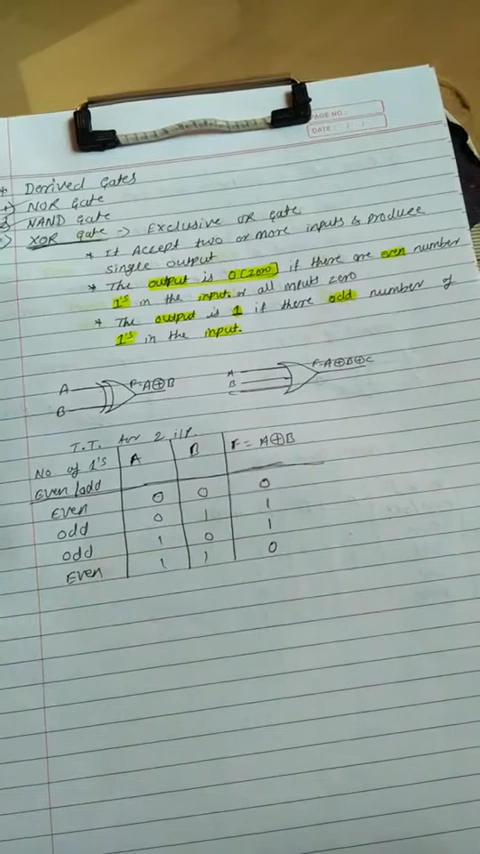 PAGE NO.
DATE: / /
* Derived Gates
NOR Gate
NAND Gate
XOR gate -> Exclusive OR gate
* It Accept two or more inputs & produce
single output
* The output is 0 (zero) if there are even number
1's in the input. or all inputs zero
* The output is 1 if there odd number of
1's in the input.
A
B
F=A⊕B
A
B
C
F=A⊕B⊕C
T.T. for 2 i/p.
No of 1's A B F = A⊕B
Even/odd
Even 0 0 0
odd 0 1 1
odd 1 0 1
Even 1 1 0